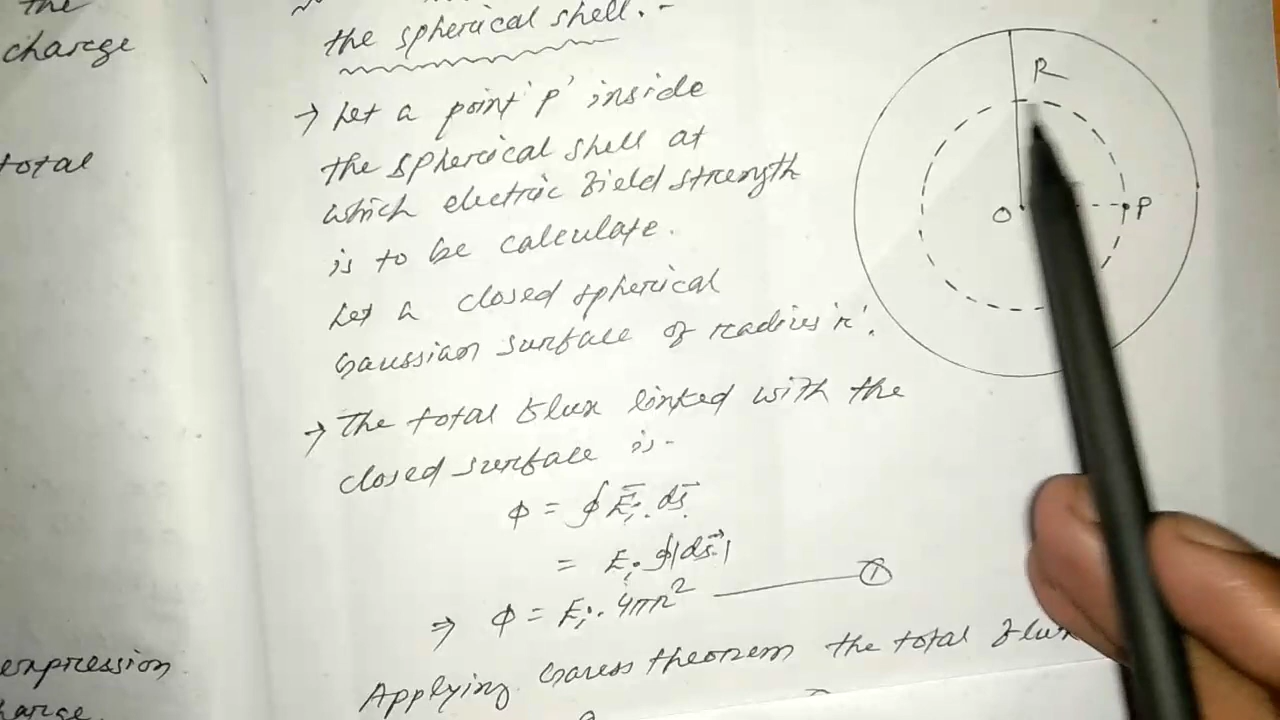 the
charge
total
expression
the spherical shell. -
→ Let a point 'p' inside
the spherical shell at
which electric field strength
is to be calculate.
Let a closed spherical
Gaussian surface of radius 'r'.
→ The total flux linked with the
closed surface is -
Φ = ∮ E⃗i . ds⃗
= Ei ∮|ds⃗|
⇒ Φ = Ei . 4πr² ——— ①
Applying Gauss theorem the total flux
R
O
P